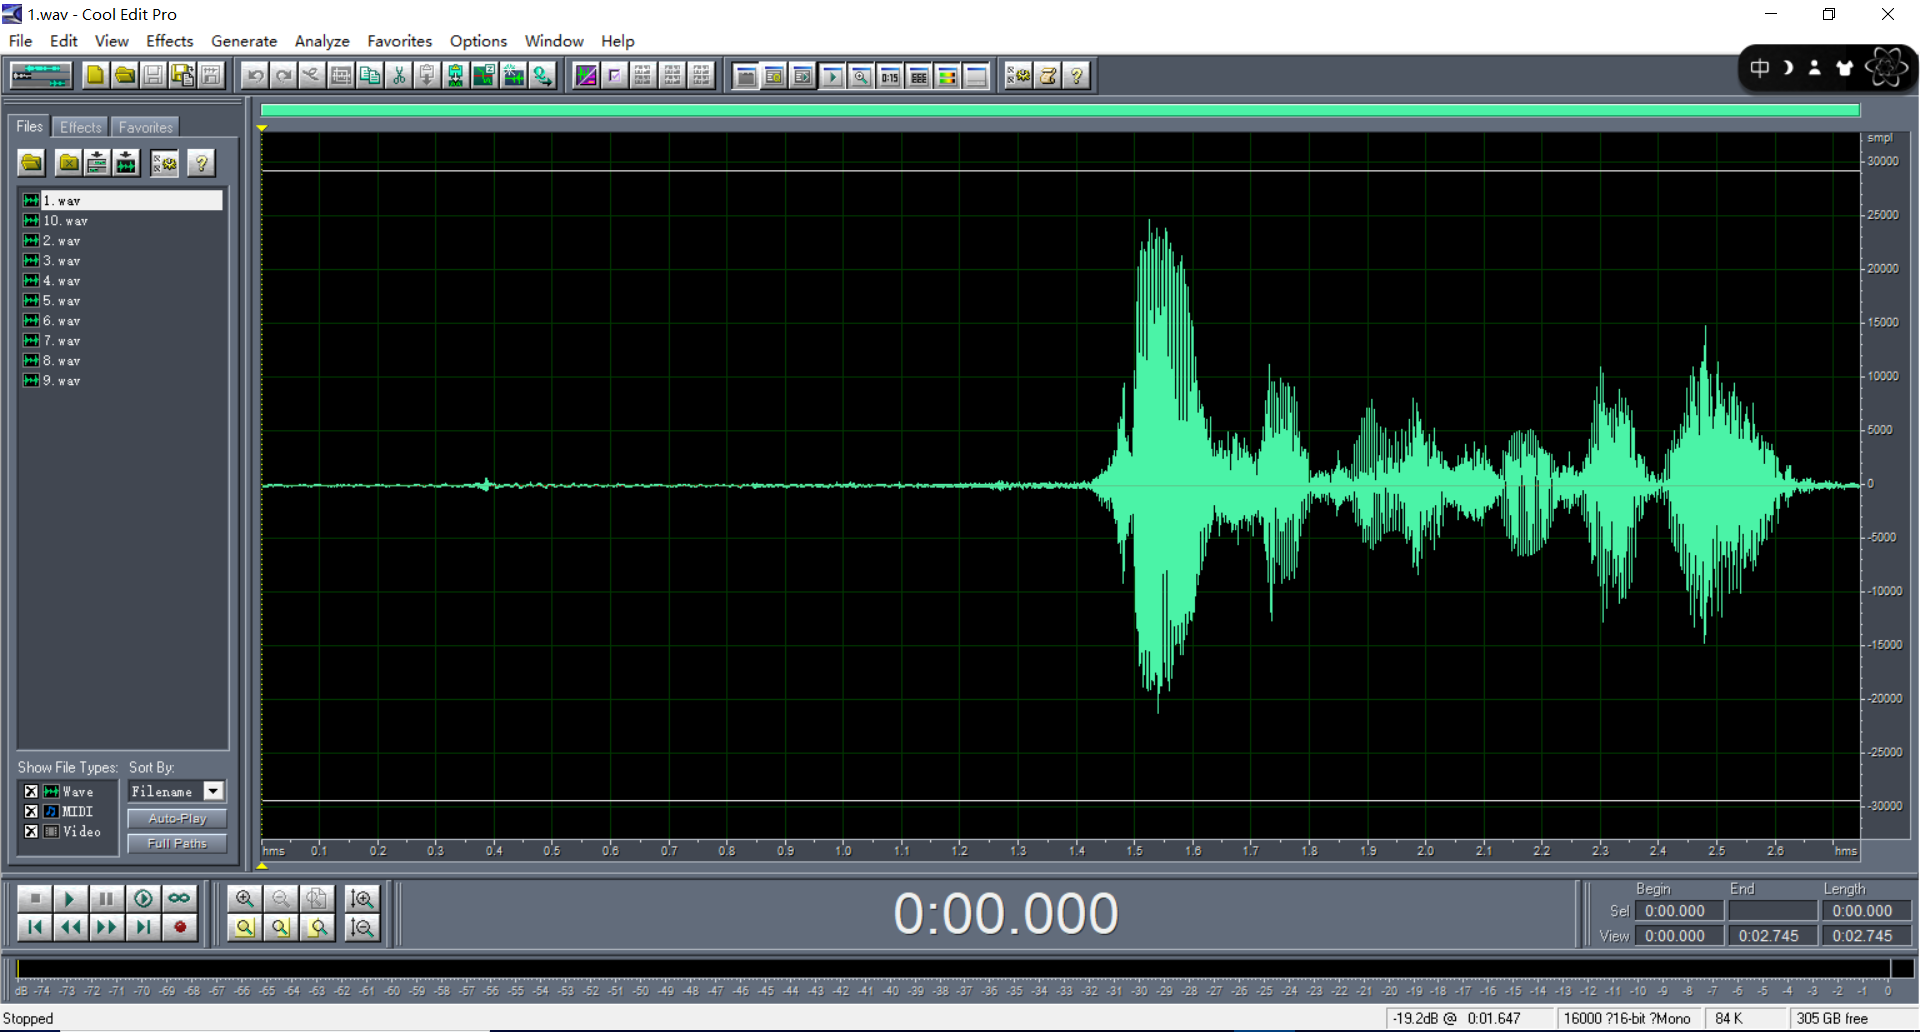 1.wav - Cool Edit Pro
File Edit View Effects Generate Analyze Favorites Options Window Help
0:15
中
Files Effects Favorites
1.wav
10.wav
2.wav
3.wav
4.wav
5.wav
6.wav
7.wav
8.wav
9.wav
Show File Types: Sort By:
Wave Filename
MIDI Auto-Play
Video Full Paths
smpl
30000
25000
20000
15000
10000
5000
0
-5000
-10000
-15000
-20000
-25000
-30000
hms 0.1 0.2 0.3 0.4 0.5 0.6 0.7 0.8 0.9 1.0 1.1 1.2 1.3 1.4 1.5 1.6 1.7 1.8 1.9 2.0 2.1 2.2 2.3 2.4 2.5 2.6 hms
0:00.000
Begin End Length
Sel 0:00.000 0:00.000
View 0:00.000 0:02.745 0:02.745
dB -74 -73 -72 -71 -70 -69 -68 -67 -66 -65 -64 -63 -62 -61 -60 -59 -58 -57 -56 -55 -54 -53 -52 -51 -50 -49 -48 -47 -46 -45 -44 -43 -42 -41 -40 -39 -38 -37 -36 -35 -34 -33 -32 -31 -30 -29 -28 -27 -26 -25 -24 -23 -22 -21 -20 -19 -18 -17 -16 -15 -14 -13 -12 -11 -10 -9 -8 -7 -6 -5 -4 -3 -2 -1 0
Stopped -19.2dB @ 0:01.647 16000 ?16-bit ?Mono 84 K 305 GB free